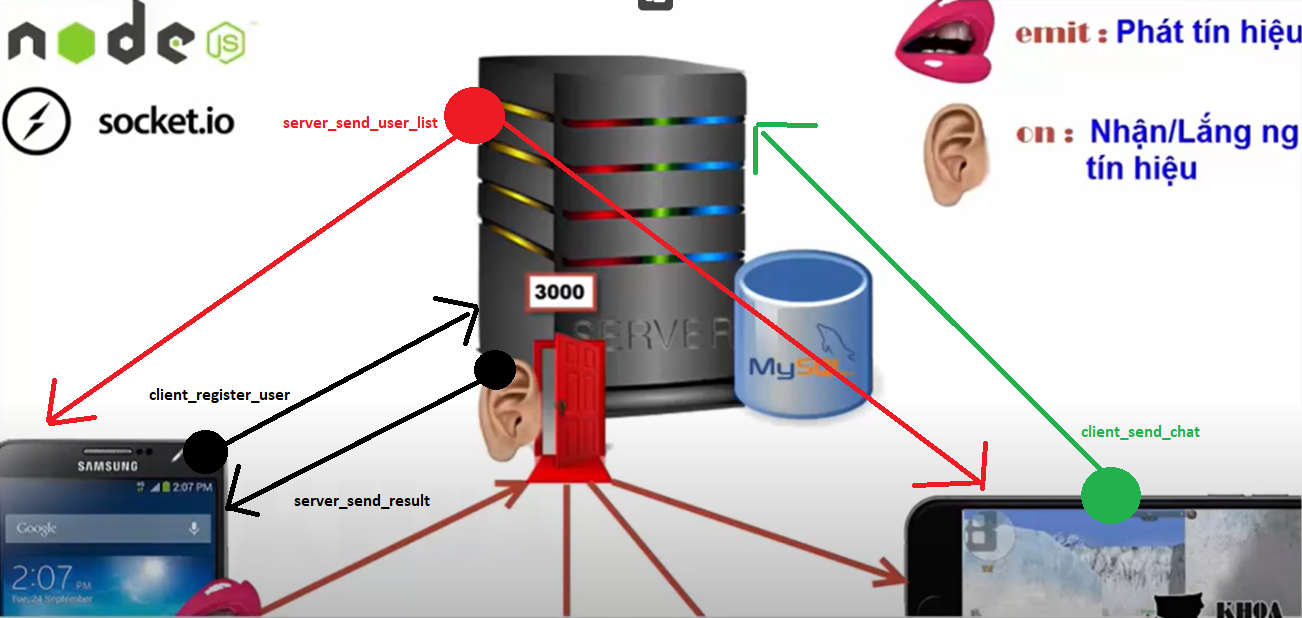 node
JS
socket.io
emit : Phát tín hiệu
on : Nhận/Lắng ng
tín hiệu
server_send_user_list
3000
SERVER
MySQL
client_register_user
client_send_chat
SAMSUNG
2:07 PM
server_send_result
Google
2:07 PM
Tue, 24 September
KHOA